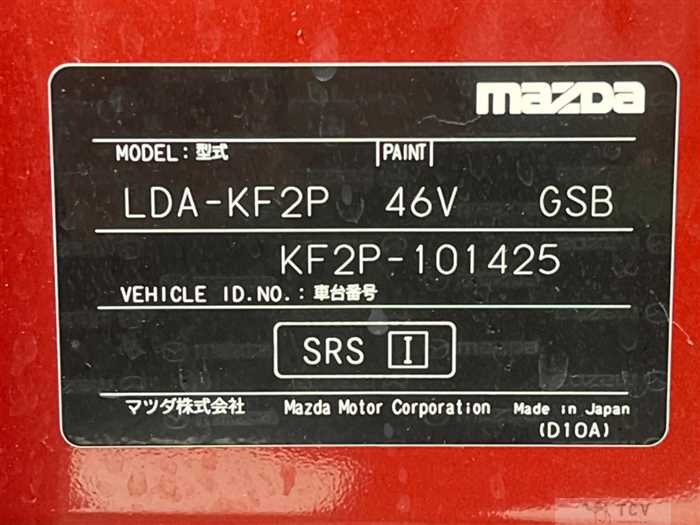 mazda
MODEL: 型式 PAINT
LDA-KF2P 46V GSB
KF2P-101425
VEHICLE ID.NO.: 車台番号
SRS I
マツダ株式会社 Mazda Motor Corporation Made in Japan
(D10A)
TCV